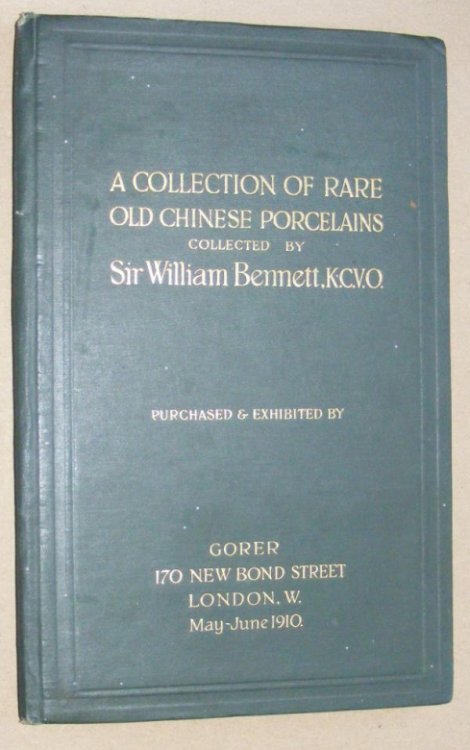 A COLLECTION OF RARE
OLD CHINESE PORCELAINS
COLLECTED BY
Sir William Bennett, K.C.V.O.
PURCHASED & EXHIBITED BY
GORER
170 NEW BOND STREET
LONDON, W.
May-June 1910.